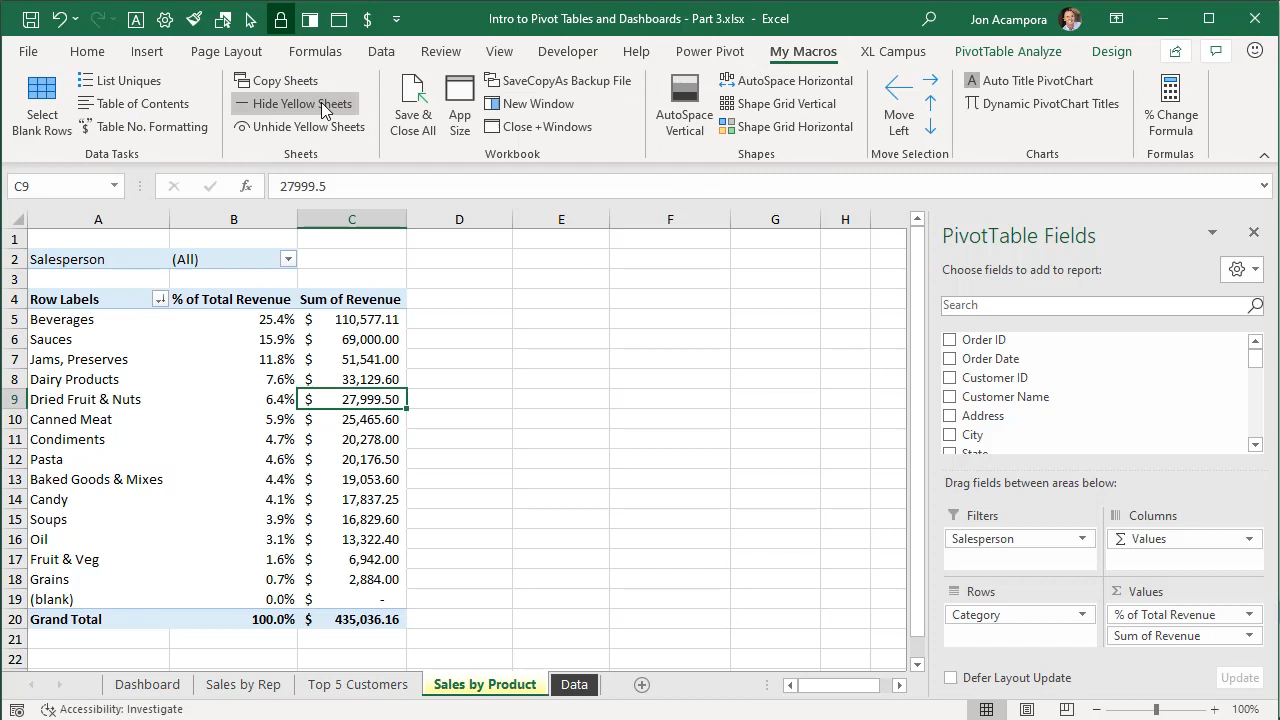 Intro to Pivot Tables and Dashboards - Part 3.xlsx - Excel
Jon Acampora
File Home Insert Page Layout Formulas Data Review View Developer Help Power Pivot My Macros XL Campus PivotTable Analyze Design
Select
Blank Rows
List Uniques
Table of Contents
Table No. Formatting
Data Tasks
Copy Sheets
Hide Yellow Sheets
Unhide Yellow Sheets
Sheets
Save &
Close All
App
Size
SaveCopyAs Backup File
New Window
Close +Windows
Workbook
AutoSpace
Vertical
AutoSpace Horizontal
Shape Grid Vertical
Shape Grid Horizontal
Shapes
Move
Left
Move Selection
Auto Title PivotChart
Dynamic PivotChart Titles
Charts
% Change
Formula
Formulas
C9 fx 27999.5
A B C D E F G H
1
2 Salesperson (All)
3
4 Row Labels % of Total Revenue Sum of Revenue
5 Beverages 25.4% $ 110,577.11
6 Sauces 15.9% $ 69,000.00
7 Jams, Preserves 11.8% $ 51,541.00
8 Dairy Products 7.6% $ 33,129.60
9 Dried Fruit & Nuts 6.4% $ 27,999.50
10 Canned Meat 5.9% $ 25,465.60
11 Condiments 4.7% $ 20,278.00
12 Pasta 4.6% $ 20,176.50
13 Baked Goods & Mixes 4.4% $ 19,053.60
14 Candy 4.1% $ 17,837.25
15 Soups 3.9% $ 16,829.60
16 Oil 3.1% $ 13,322.40
17 Fruit & Veg 1.6% $ 6,942.00
18 Grains 0.7% $ 2,884.00
19 (blank) 0.0% $ -
20 Grand Total 100.0% $ 435,036.16
21
22
PivotTable Fields
Choose fields to add to report:
Search
Order ID
Order Date
Customer ID
Customer Name
Address
City
State
Drag fields between areas below:
Filters
Salesperson
Columns
Σ Values
Rows
Category
Σ Values
% of Total Revenue
Sum of Revenue
Defer Layout Update
Update
Dashboard Sales by Rep Top 5 Customers Sales by Product Data
Accessibility: Investigate
100%